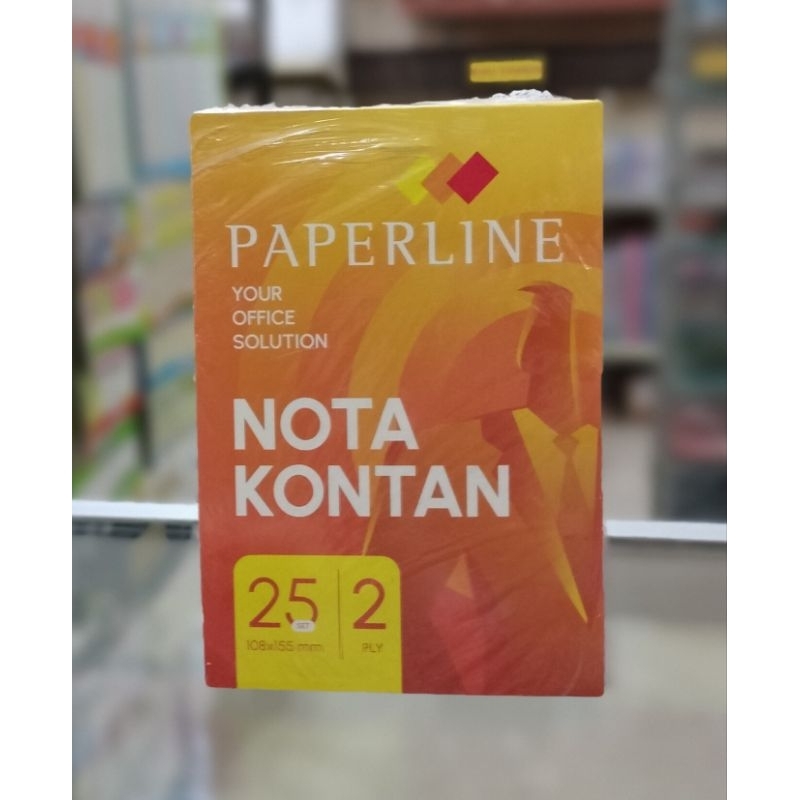 PAPERLINE
YOUR
OFFICE
SOLUTION
NOTA
KONTAN
25 2
SET
108x155 mm PLY